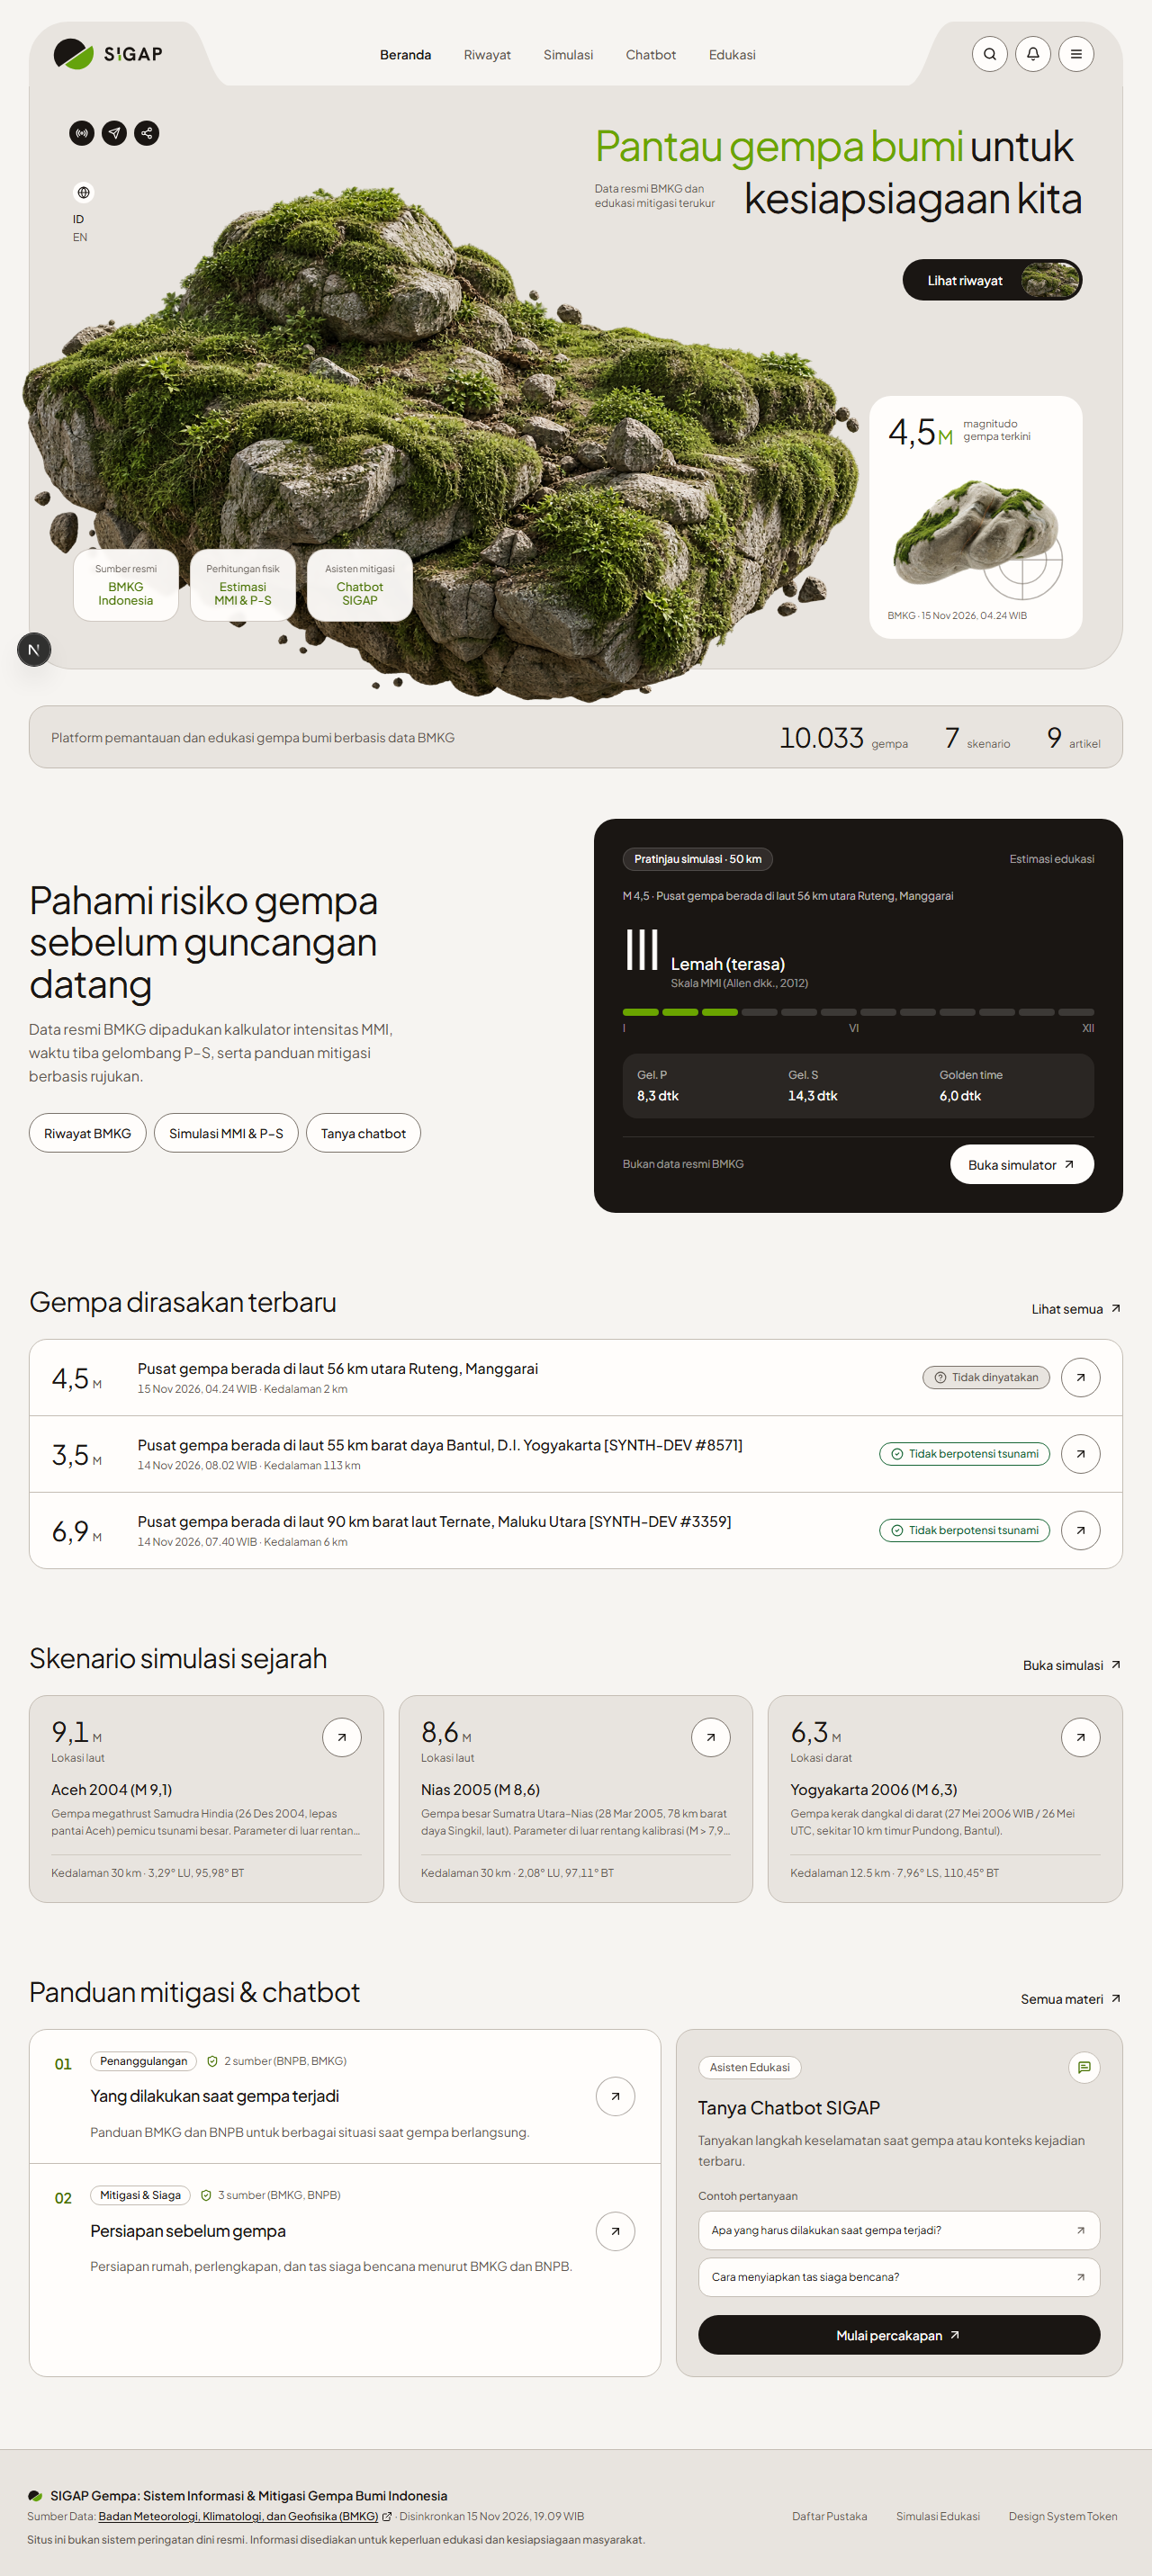 SIGAP
Beranda
Riwayat
Simulasi
Chatbot
Edukasi
Pantau gempa bumi untuk
Data resmi BMKG dan
edukasi mitigasi terukur
kesiapsiagaan kita
ID
EN
Lihat riwayat
4,5 M
magnitudo
gempa terkini
BMKG · 15 Nov 2026, 04.24 WIB
Sumber resmi
BMKG
Indonesia
Perhitungan fisik
Estimasi
MMI & P-S
Asisten mitigasi
Chatbot
SIGAP
N
Platform pemantauan dan edukasi gempa bumi berbasis data BMKG
10.033 gempa
7 skenario
9 artikel
Pahami risiko gempa
sebelum guncangan
datang
Data resmi BMKG dipadukan kalkulator intensitas MMI,
waktu tiba gelombang P–S, serta panduan mitigasi
berbasis rujukan.
Riwayat BMKG
Simulasi MMI & P–S
Tanya chatbot
Pratinjau simulasi · 50 km
Estimasi edukasi
M 4,5 · Pusat gempa berada di laut 56 km utara Ruteng, Manggarai
III
Lemah (terasa)
Skala MMI (Allen dkk., 2012)
I
VI
XII
Gel. P
8,3 dtk
Gel. S
14,3 dtk
Golden time
6,0 dtk
Bukan data resmi BMKG
Buka simulator
Gempa dirasakan terbaru
Lihat semua
4,5 M
Pusat gempa berada di laut 56 km utara Ruteng, Manggarai
15 Nov 2026, 04.24 WIB · Kedalaman 2 km
Tidak dinyatakan
3,5 M
Pusat gempa berada di laut 55 km barat daya Bantul, D.I. Yogyakarta [SYNTH-DEV #8571]
14 Nov 2026, 08.02 WIB · Kedalaman 113 km
Tidak berpotensi tsunami
6,9 M
Pusat gempa berada di laut 90 km barat laut Ternate, Maluku Utara [SYNTH-DEV #3359]
14 Nov 2026, 07.40 WIB · Kedalaman 6 km
Tidak berpotensi tsunami
Skenario simulasi sejarah
Buka simulasi
9,1 M
Lokasi laut
Aceh 2004 (M 9,1)
Gempa megathrust Samudra Hindia (26 Des 2004, lepas
pantai Aceh) pemicu tsunami besar. Parameter di luar rentan…
Kedalaman 30 km · 3,29° LU, 95,98° BT
8,6 M
Lokasi laut
Nias 2005 (M 8,6)
Gempa besar Sumatra Utara–Nias (28 Mar 2005, 78 km barat
daya Singkil, laut). Parameter di luar rentang kalibrasi (M > 7,9…
Kedalaman 30 km · 2,08° LU, 97,11° BT
6,3 M
Lokasi darat
Yogyakarta 2006 (M 6,3)
Gempa kerak dangkal di darat (27 Mei 2006 WIB / 26 Mei
UTC, sekitar 10 km timur Pundong, Bantul).
Kedalaman 12.5 km · 7,96° LS, 110,45° BT
Panduan mitigasi & chatbot
Semua materi
01
Penanggulangan
2 sumber (BNPB, BMKG)
Yang dilakukan saat gempa terjadi
Panduan BMKG dan BNPB untuk berbagai situasi saat gempa berlangsung.
02
Mitigasi & Siaga
3 sumber (BMKG, BNPB)
Persiapan sebelum gempa
Persiapan rumah, perlengkapan, dan tas siaga bencana menurut BMKG dan BNPB.
Asisten Edukasi
Tanya Chatbot SIGAP
Tanyakan langkah keselamatan saat gempa atau konteks kejadian
terbaru.
Contoh pertanyaan
Apa yang harus dilakukan saat gempa terjadi?
Cara menyiapkan tas siaga bencana?
Mulai percakapan
SIGAP Gempa: Sistem Informasi & Mitigasi Gempa Bumi Indonesia
Sumber Data: Badan Meteorologi, Klimatologi, dan Geofisika (BMKG) · Disinkronkan 15 Nov 2026, 19.09 WIB
Situs ini bukan sistem peringatan dini resmi. Informasi disediakan untuk keperluan edukasi dan kesiapsiagaan masyarakat.
Daftar Pustaka
Simulasi Edukasi
Design System Token